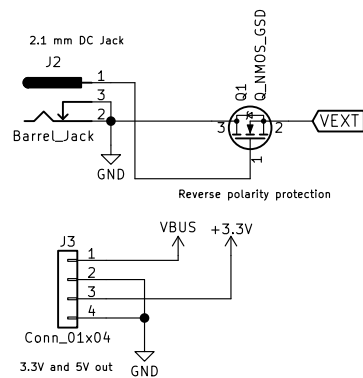 2.1 mm DC Jack
J2
1
3
2
Barrel_Jack
GND
Q1
Q_NMOS_GSD
3
2
1
VEXT
Reverse polarity protection
VBUS
+3.3V
J3
1
2
3
4
Conn_01x04
GND
3.3V and 5V out